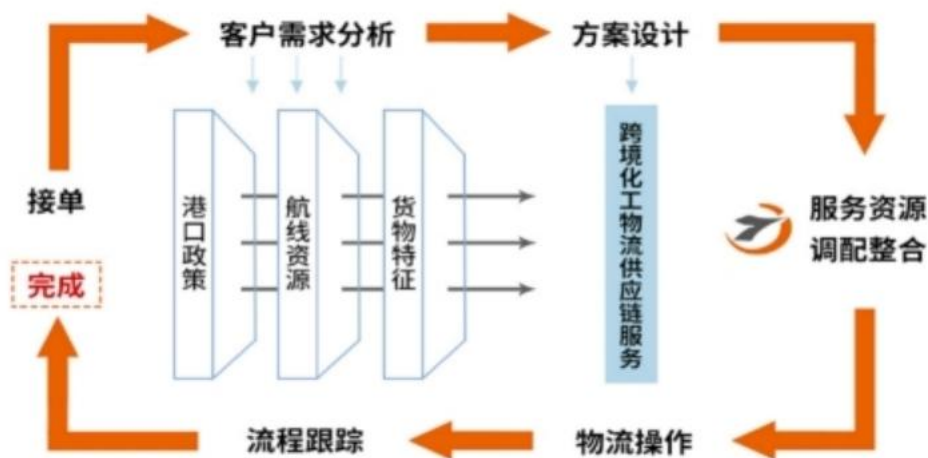 客户需求分析
方案设计
接单
港口政策
航线资源
货物特征
跨境化工物流供应链服务
服务资源
调配整合
完成
流程跟踪
物流操作